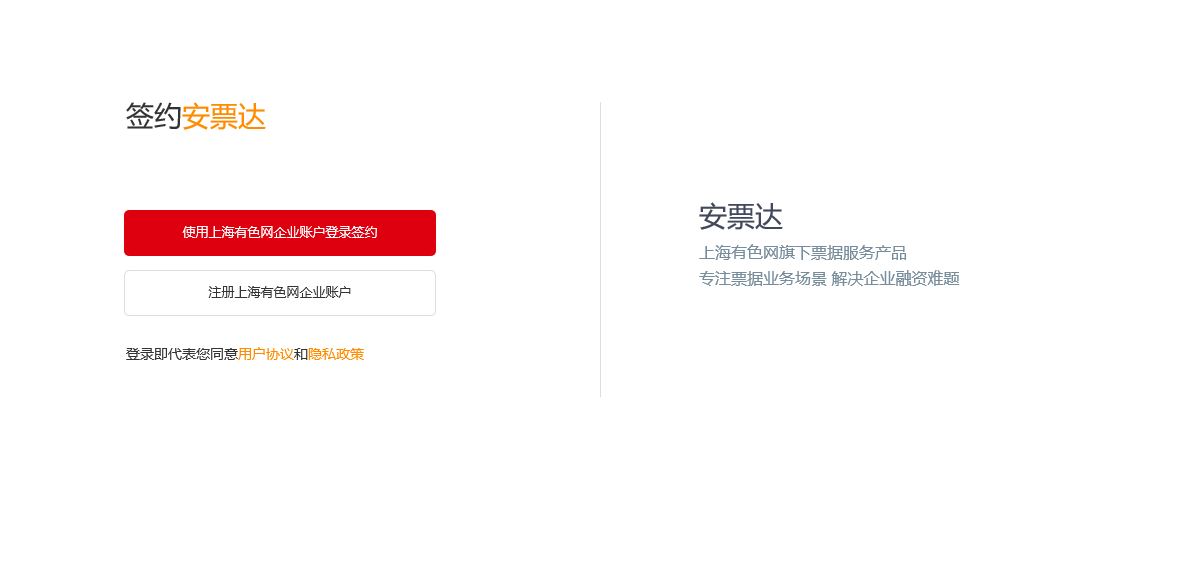 签约安票达
使用上海有色网企业账户登录签约
注册上海有色网企业账户
登录即代表您同意用户协议和隐私政策
安票达
上海有色网旗下票据服务产品
专注票据业务场景 解决企业融资难题